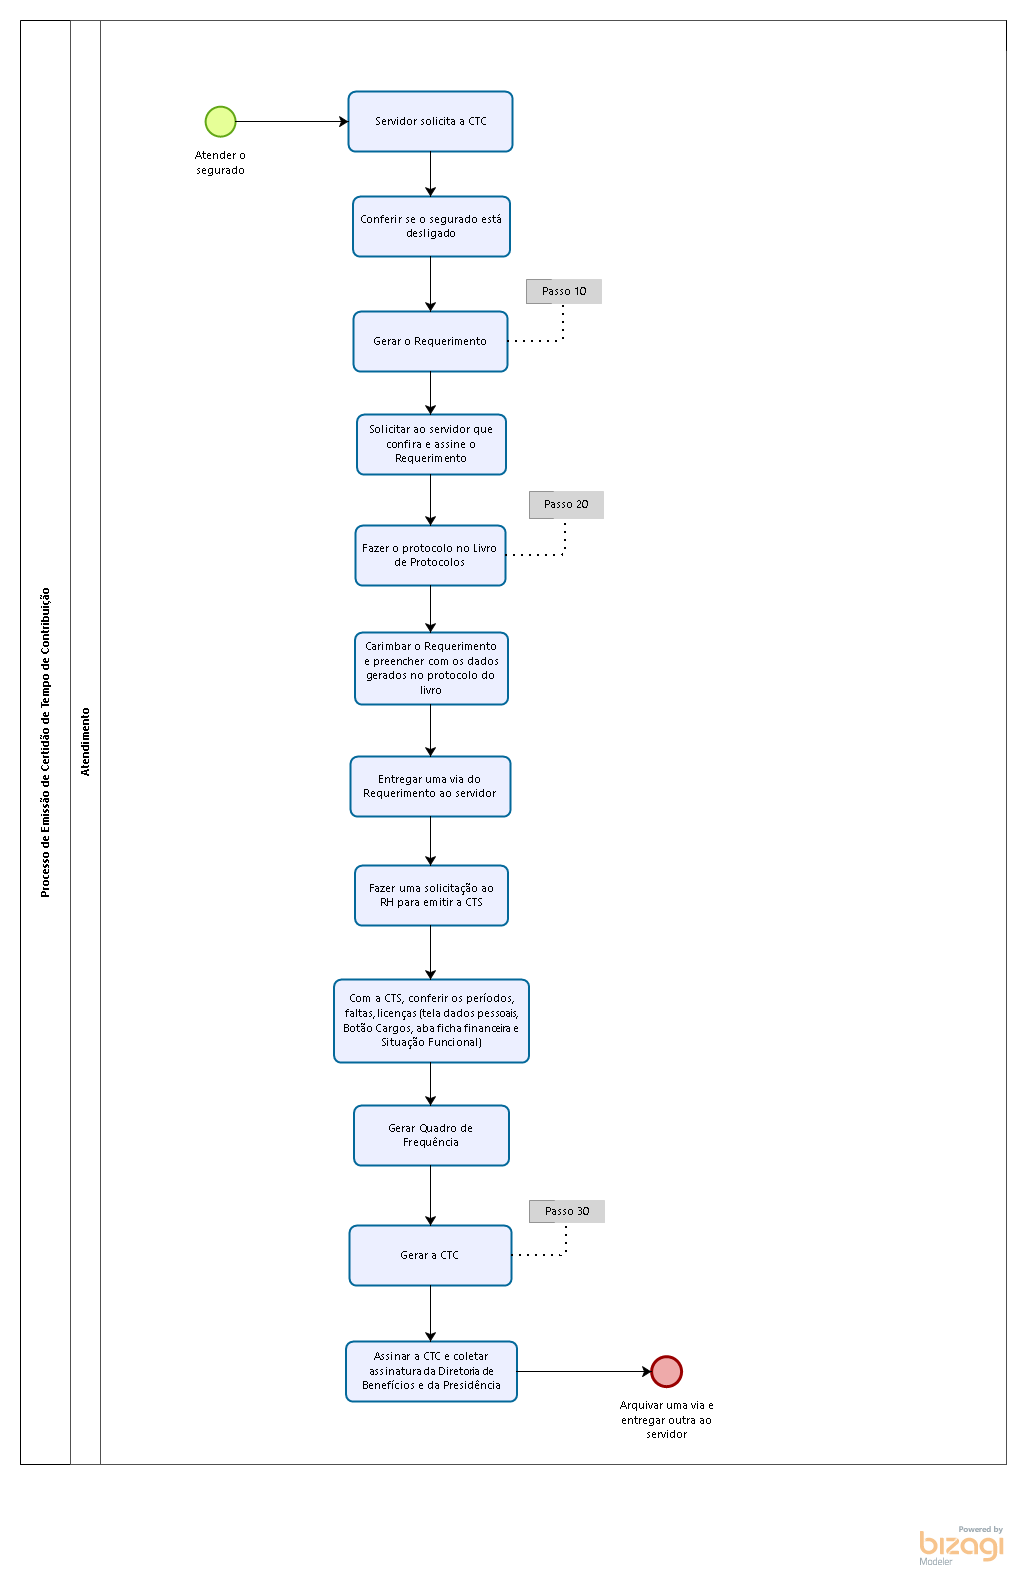 Processo de Emissão de Certidão de Tempo de Contribuição
Atendimento
Atender o
segurado
Servidor solicita a CTC
Conferir se o segurado está
desligado
Passo 10
Gerar o Requerimento
Solicitar ao servidor que
confira e assine o
Requerimento
Passo 20
Fazer o protocolo no Livro
de Protocolos
Carimbar o Requerimento
e preencher com os dados
gerados no protocolo do
livro
Entregar uma via do
Requerimento ao servidor
Fazer uma solicitação ao
RH para emitir a CTS
Com a CTS, conferir os períodos,
faltas, licenças (tela dados pessoais,
Botão Cargos, aba ficha financeira e
Situação Funcional)
Gerar Quadro de
Frequência
Passo 30
Gerar a CTC
Assinar a CTC e coletar
assinatura da Diretoria de
Benefícios e da Presidência
Arquivar uma via e
entregar outra ao
servidor
Powered by
bizagi
Modeler